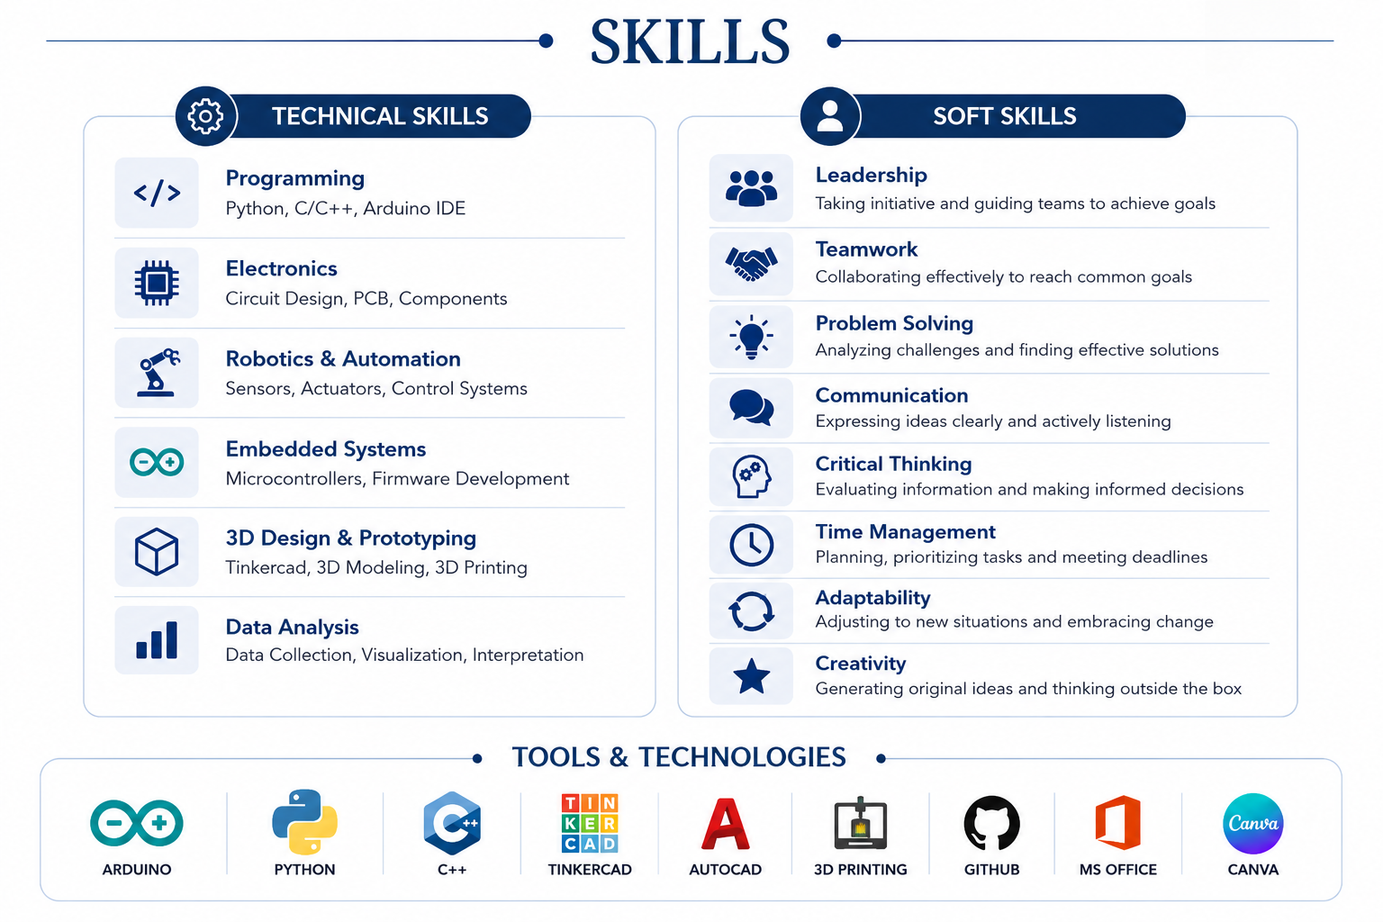 SKILLS
TECHNICAL SKILLS
</>
Programming
Python, C/C++, Arduino IDE
Electronics
Circuit Design, PCB, Components
Robotics & Automation
Sensors, Actuators, Control Systems
Embedded Systems
Microcontrollers, Firmware Development
3D Design & Prototyping
Tinkercad, 3D Modeling, 3D Printing
Data Analysis
Data Collection, Visualization, Interpretation
SOFT SKILLS
Leadership
Taking initiative and guiding teams to achieve goals
Teamwork
Collaborating effectively to reach common goals
Problem Solving
Analyzing challenges and finding effective solutions
Communication
Expressing ideas clearly and actively listening
Critical Thinking
Evaluating information and making informed decisions
Time Management
Planning, prioritizing tasks and meeting deadlines
Adaptability
Adjusting to new situations and embracing change
Creativity
Generating original ideas and thinking outside the box
TOOLS & TECHNOLOGIES
ARDUINO
PYTHON
C++
C++
TIN
KER
CAD
TINKERCAD
A
AUTOCAD
3D PRINTING
GITHUB
MS OFFICE
Canva
CANVA